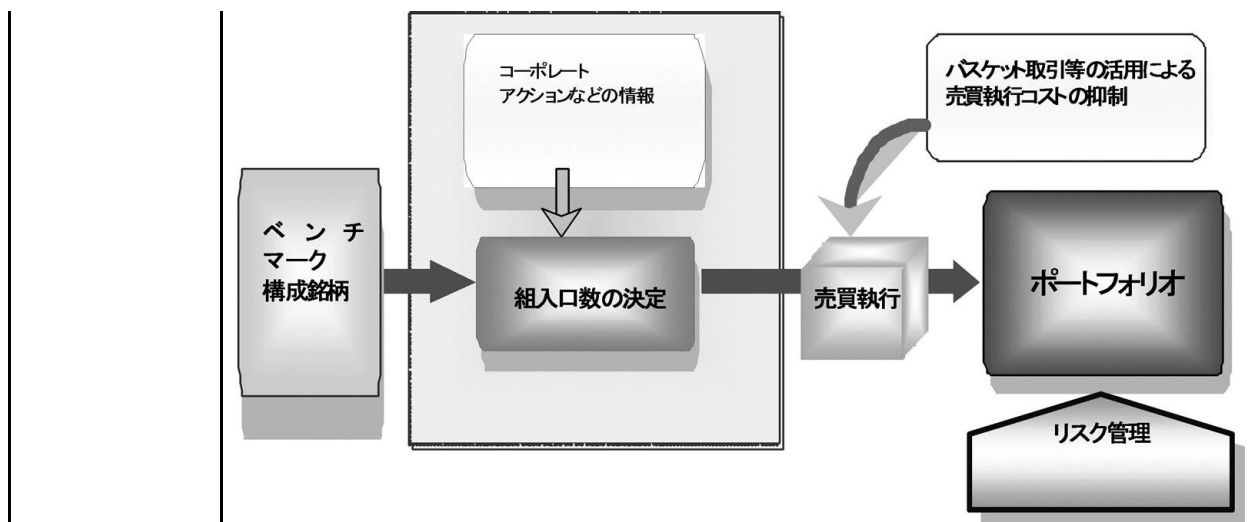 コーポレート
アクションなどの情報
バスケット取引等の活用による
売買執行コストの抑制
ベンチ
マーク
構成銘柄
組入口数の決定
売買執行
ポートフォリオ
リスク管理